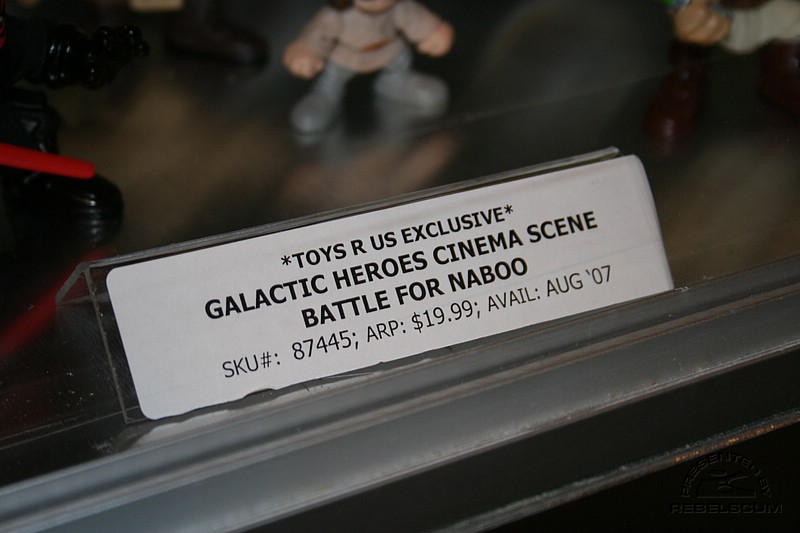 *TOYS R US EXCLUSIVE*
GALACTIC HEROES CINEMA SCENE
BATTLE FOR NABOO
SKU#: 87445; ARP: $19.99; AVAIL: AUG ‘07
PRESENTED BY
REBELSCUM